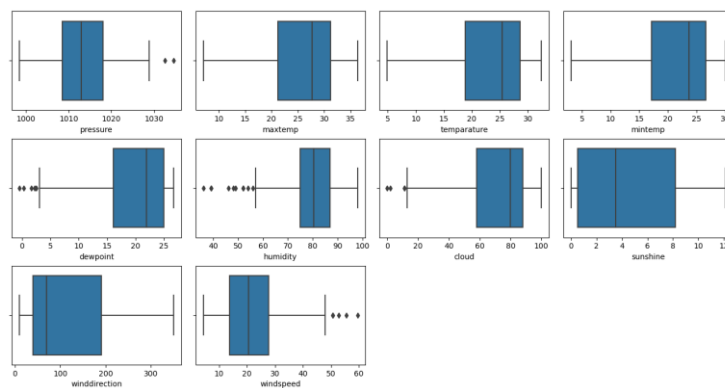 1000 1010 1020 1030
pressure
10 15 20 25 30 35
maxtemp
5 10 15 20 25 30
temparature
5 10 15 20 25 30
mintemp
0 5 10 15 20 25
dewpoint
40 50 60 70 80 90 100
humidity
0 20 40 60 80 100
cloud
0 2 4 6 8 10 12
sunshine
0 100 200 300
winddirection
0 10 20 30 40 50 60
windspeed